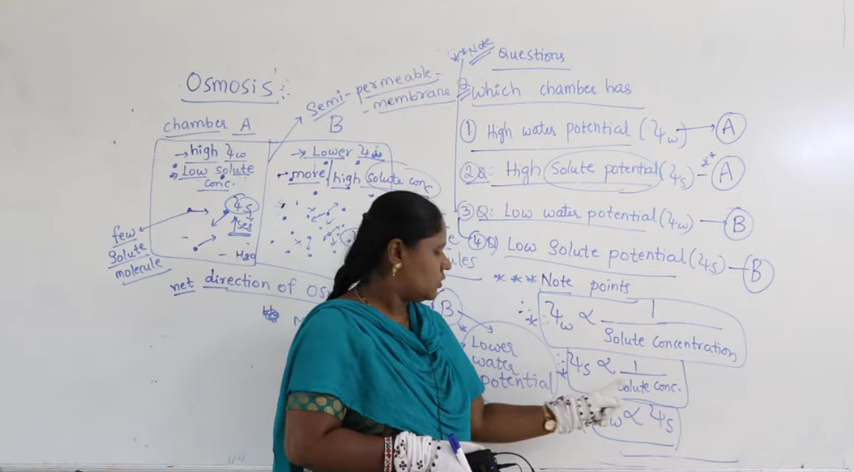 Osmosis
Semi-permeable
-membrane
chamber A
B
→ high Ψw
→ Low solute
conc.
Ψs
few
solute
molecule
- H2O
→ Lower Ψw
→ more high solute conc
net direction of Os
B
Lower
water
potential
**Note Questions
Q which chamber has
① High water potential (Ψw) → A
2Q: High Solute potential (Ψs) - A
③ Q: Low water potential (Ψw) — B
④ Q Low Solute potential (Ψs) — B
*** Note points
Ψw ∝ 1
Solute Concentration
Ψs ∝ 1
Solute conc.
w ∝ Ψs